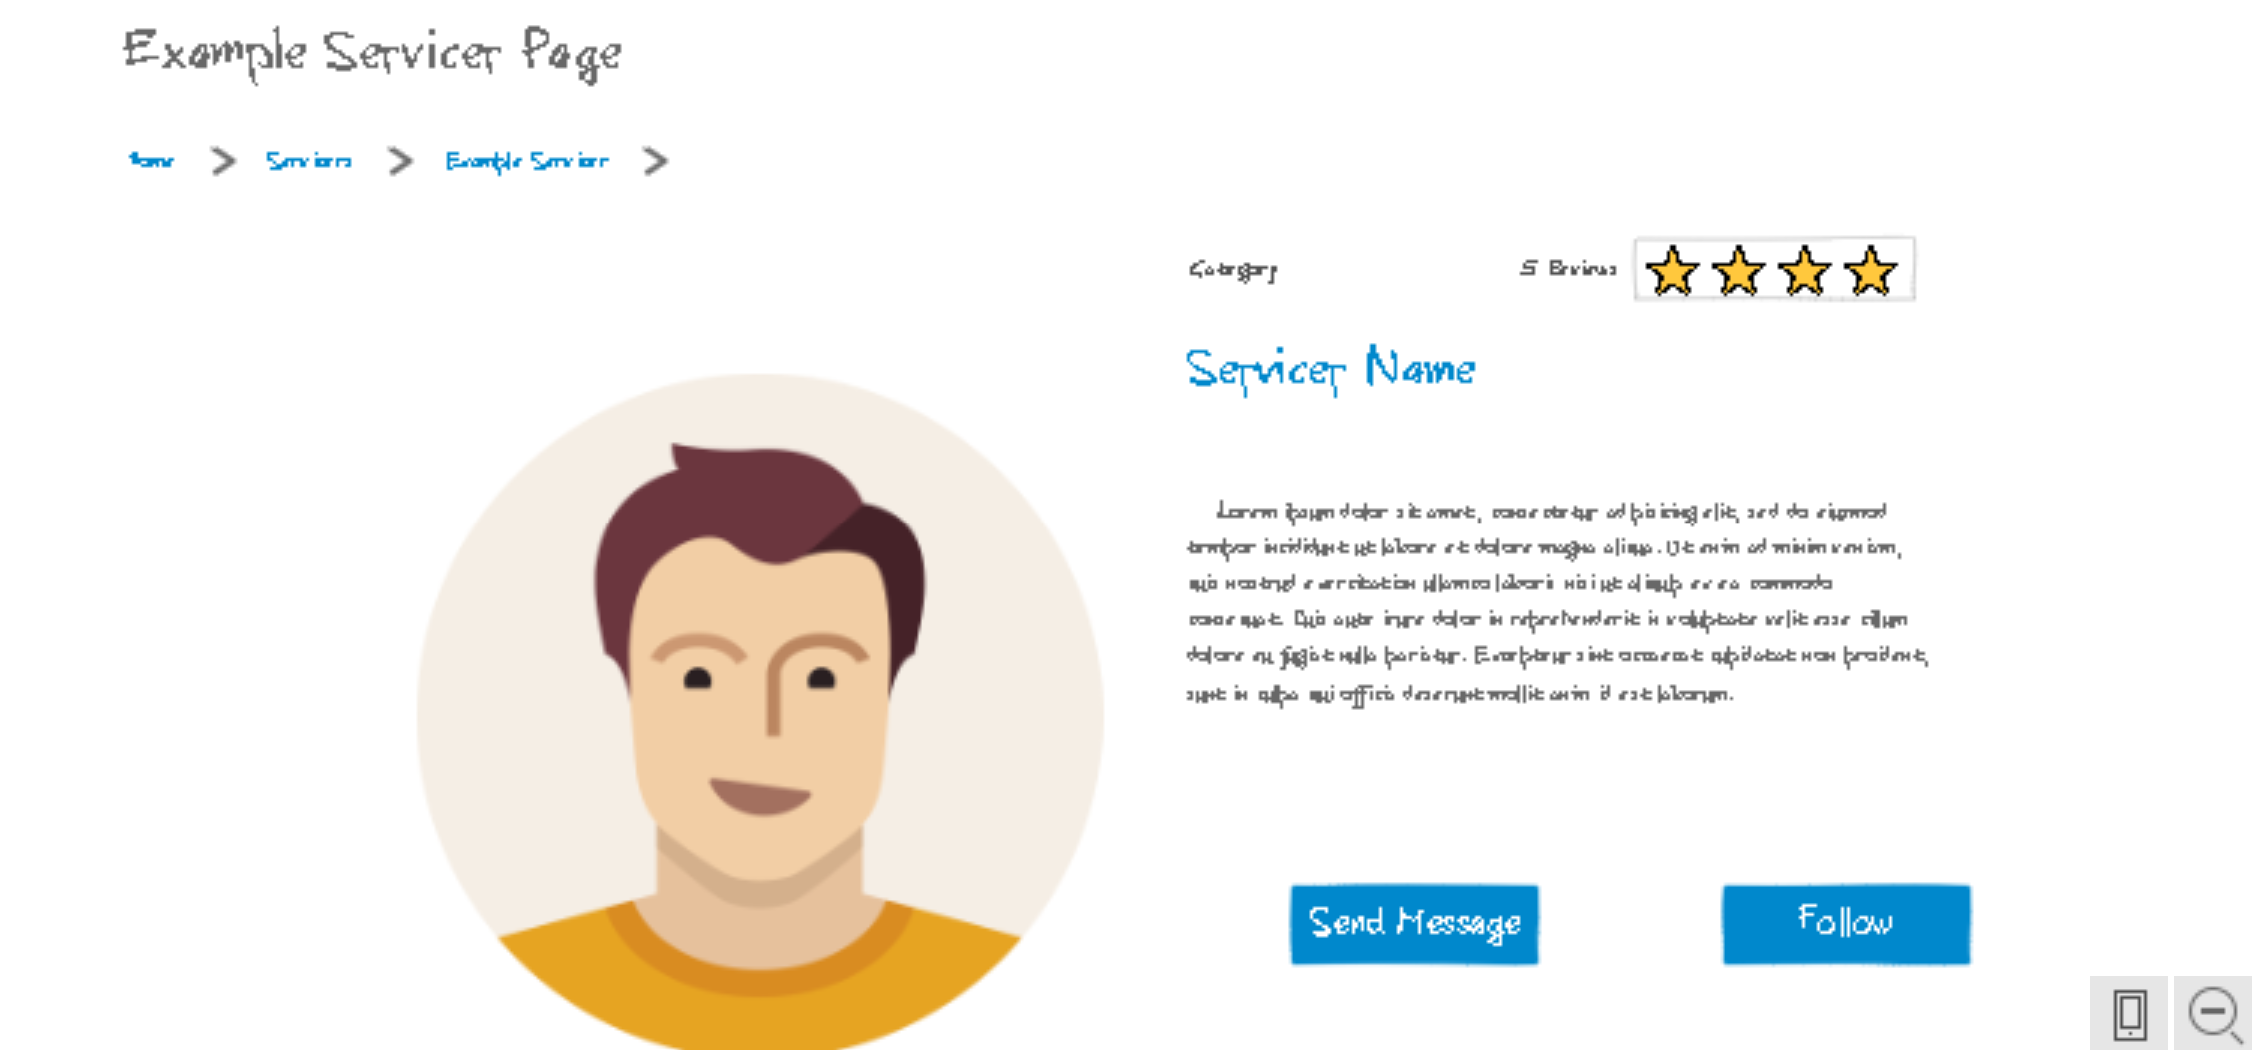 Example Servicer Page
Home > Servicers > Example Servicer >
Category
5 Reviews
Servicer Name
Lorem ipsum dolor sit amet, consectetur adipisicing elit, sed do eiusmod
tempor incididunt ut labore et dolore magna aliqua. Ut enim ad minim veniam,
quis nostrud exercitation ullamco laboris nisi ut aliquip ex ea commodo
consequat. Duis aute irure dolor in reprehenderit in voluptate velit esse cillum
dolore eu fugiat nulla pariatur. Excepteur sint occaecat cupidatat non proident,
sunt in culpa qui officia deserunt mollit anim id est laborum.
Send Message
Follow